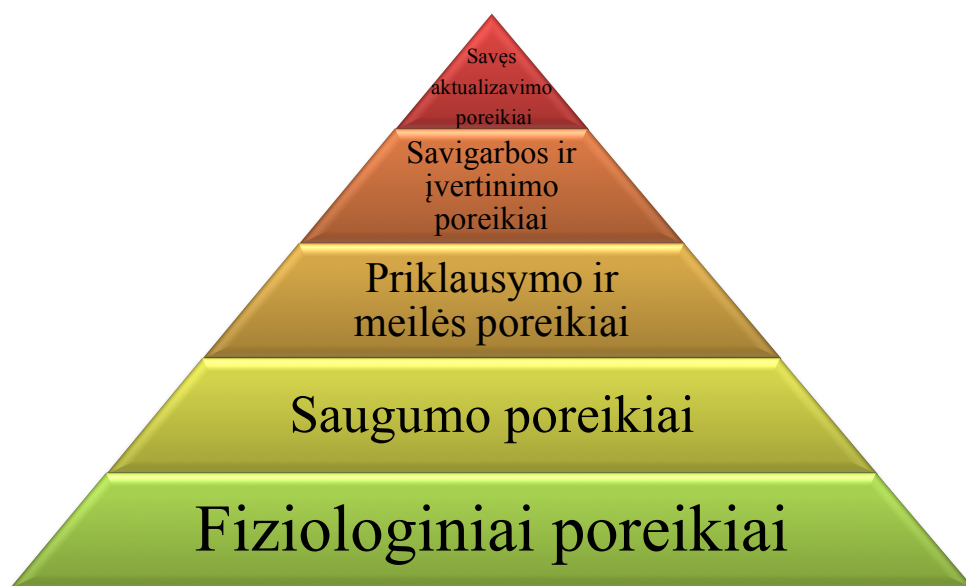 Savęs
aktualizavimo
poreikiai
Savigarbos ir
įvertinimo
poreikiai
Priklausymo ir
meilės poreikiai
Saugumo poreikiai
Fiziologiniai poreikiai